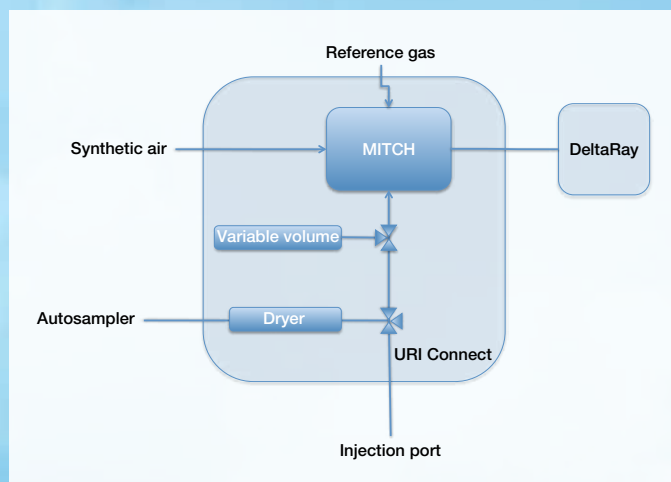 Reference gas
Synthetic air
MITCH
DeltaRay
Variable volume
Autosampler
Dryer
URI Connect
Injection port